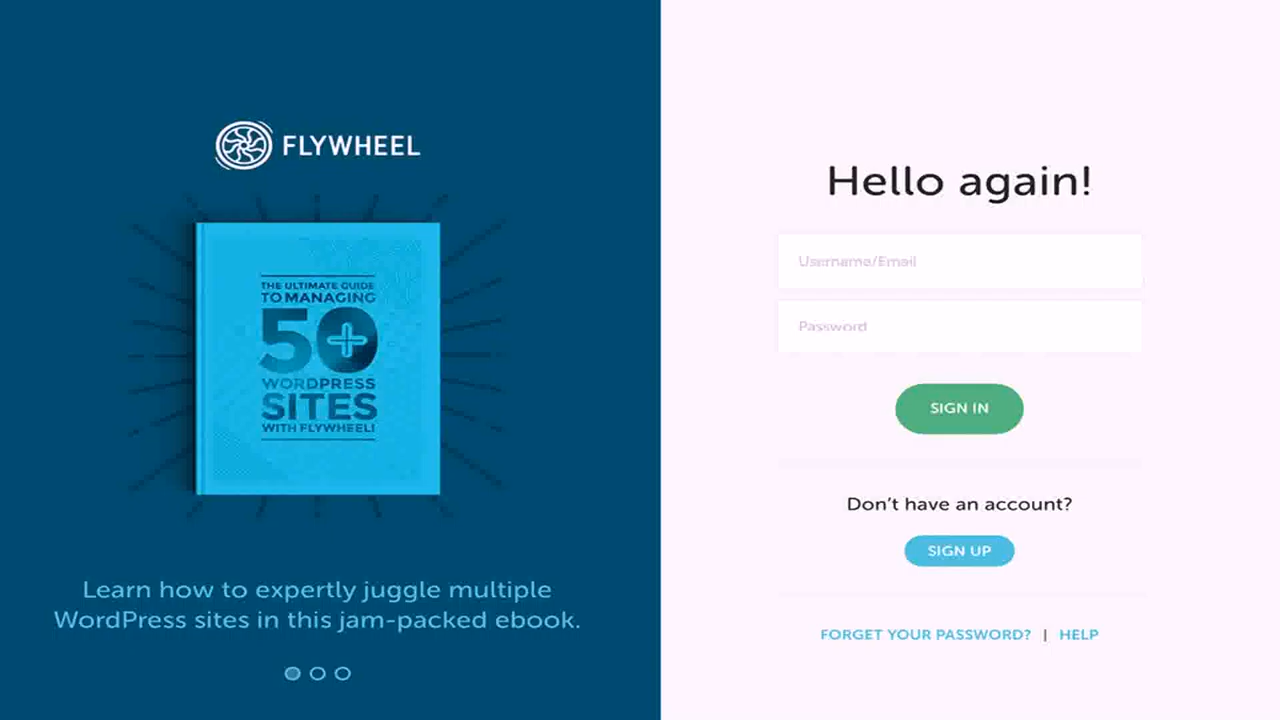 FLYWHEEL
THE ULTIMATE GUIDE
TO MANAGING
50+
WORDPRESS
SITES
WITH FLYWHEEL!
Learn how to expertly juggle multiple
WordPress sites in this jam-packed ebook.
Hello again!
Username/Email
Password
SIGN IN
Don't have an account?
SIGN UP
FORGET YOUR PASSWORD? | HELP